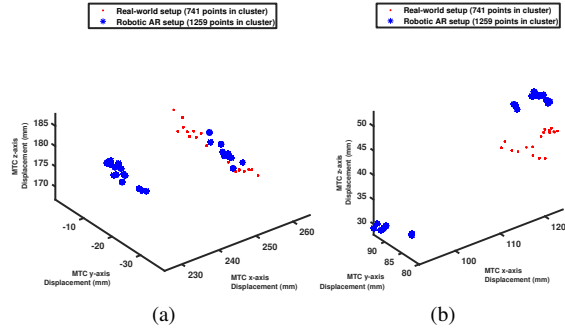 Real-world setup (741 points in cluster)
Robotic AR setup (1259 points in cluster)
185
180
175
170
MTC z-axis
Displacement (mm)
-10
-20
-30
230
240
250
260
MTC y-axis
Displacement (mm)
MTC x-axis
Displacement (mm)
(a)
Real-world setup (741 points in cluster)
Robotic AR setup (1259 points in cluster)
50
45
40
35
30
MTC z-axis
Displacement (mm)
90
85
80
100
110
120
MTC y-axis
Displacement (mm)
MTC x-axis
Displacement (mm)
(b)